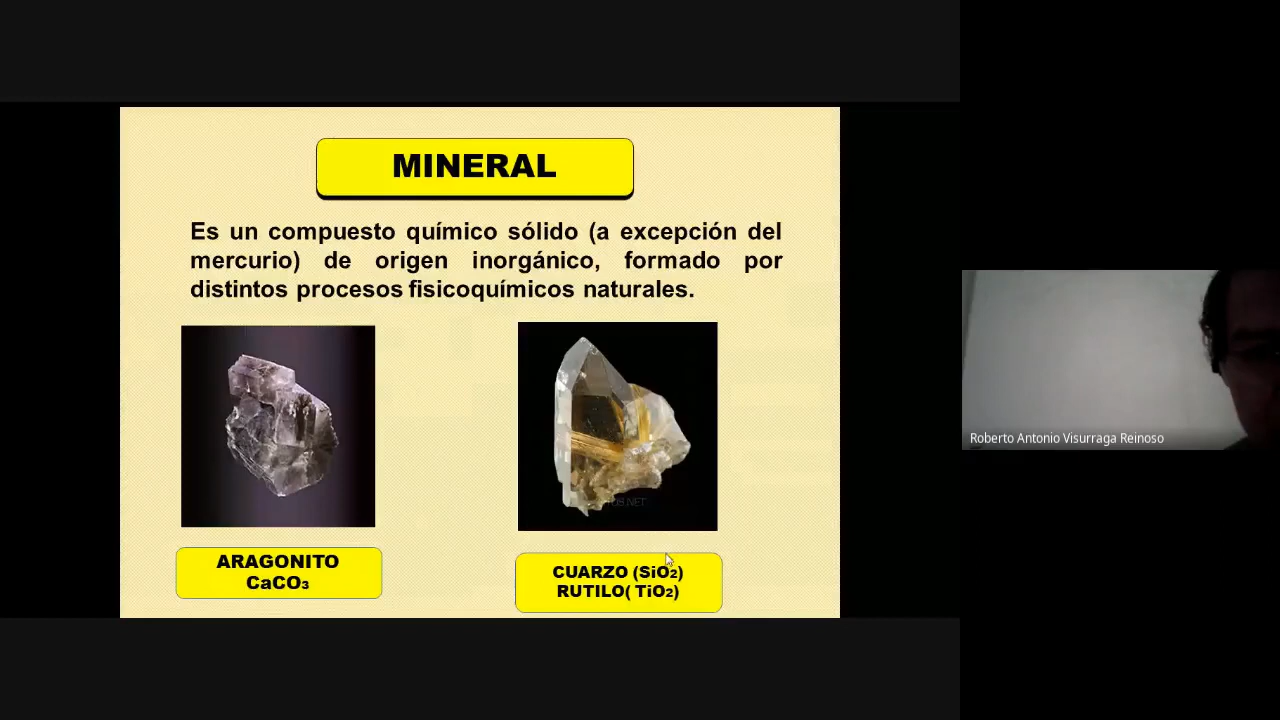 MINERAL
Es un compuesto químico sólido (a excepción del
mercurio) de origen inorgánico, formado por
distintos procesos fisicoquímicos naturales.
ARAGONITO
CaCO₃
CUARZO (SiO₂)
RUTILO( TiO₂)
Roberto Antonio Visurraga Reinoso